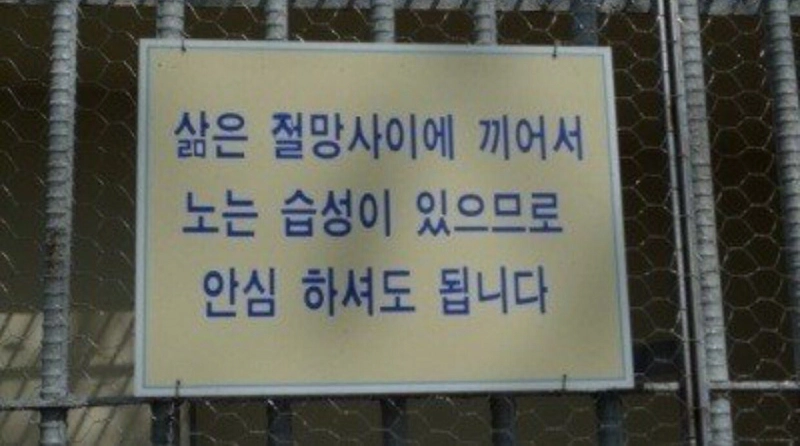 삶은 절망사이에 끼어서
노는 습성이 있으므로
안심 하셔도 됩니다